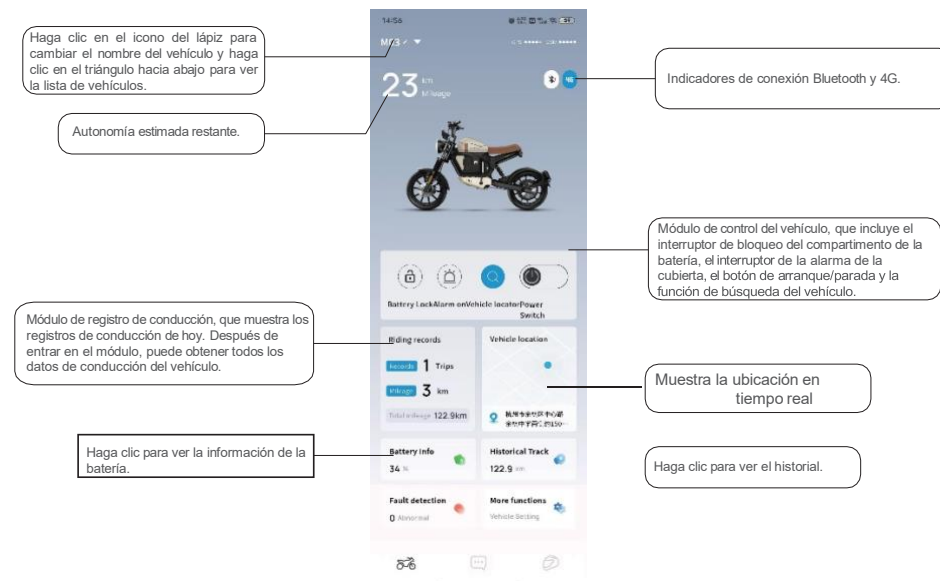 Haga clic en el icono del lápiz para
cambiar el nombre del vehículo y haga
clic en el triángulo hacia abajo para ver
la lista de vehículos.
Autonomía estimada restante.
Módulo de registro de conducción, que muestra los
registros de conducción de hoy. Después de
entrar en el módulo, puede obtener todos los
datos de conducción del vehículo.
Haga clic para ver la información de la
batería.
14:56
23 km
Mileage
4G
Battery Lock Alarm on Vehicle locator Power
Switch
Riding records
Records 1 Trips
Mileage 3 km
Total mileage 122.9km
Vehicle location
Battery Info
34 %
Historical Track
122.9 km
Fault detection
0 Abnormal
More functions
Vehicle Setting
Indicadores de conexión Bluetooth y 4G.
Módulo de control del vehículo, que incluye el
interruptor de bloqueo del compartimento de la
batería, el interruptor de la alarma de la
cubierta, el botón de arranque/parada y la
función de búsqueda del vehículo.
Muestra la ubicación en
tiempo real
Haga clic para ver el historial.